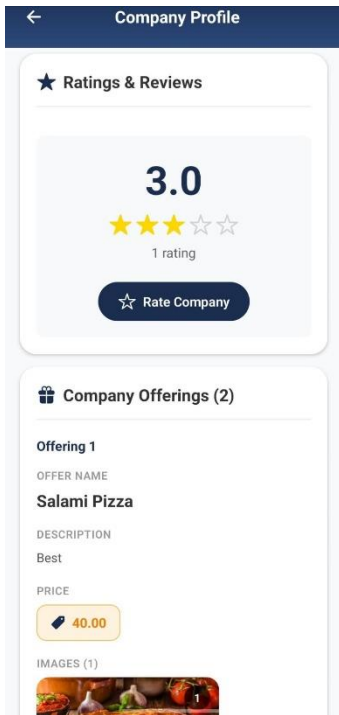 Company Profile
Ratings & Reviews
3.0
1 rating
Rate Company
Company Offerings (2)
Offering 1
OFFER NAME
Salami Pizza
DESCRIPTION
Best
PRICE
40.00
IMAGES (1)
1